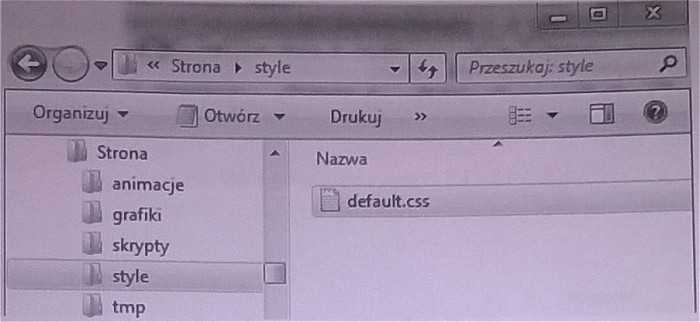 « Strona style
Przeszukaj: style
Organizuj Otwórz Drukuj »
Strona
animacje
grafiki
skrypty
style
tmp
Nazwa
default.css